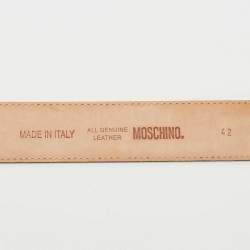 MADE IN ITALY
ALL GENUINE
LEATHER
MOSCHINO.
42